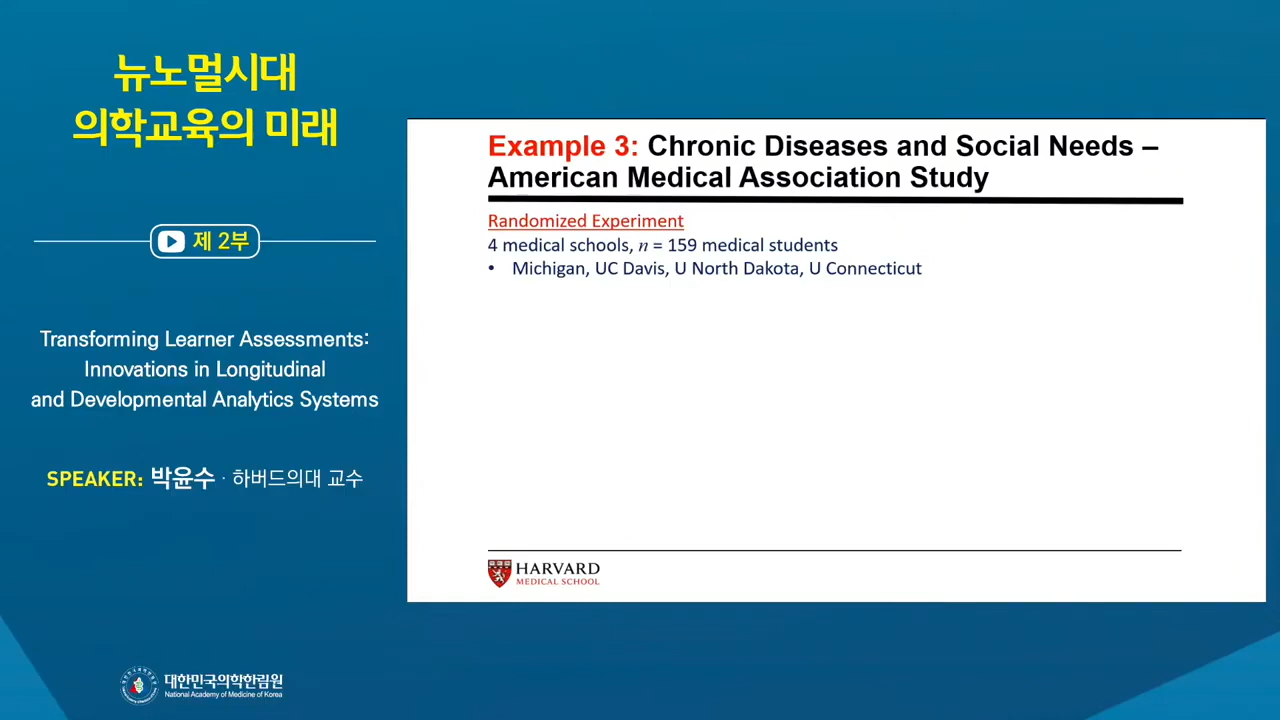 뉴노멀시대
의학교육의 미래
제 2부
Transforming Learner Assessments:
Innovations in Longitudinal
and Developmental Analytics Systems
SPEAKER: 박윤수 · 하버드의대 교수
대한민국의학한림원
National Academy of Medicine of Korea
Example 3: Chronic Diseases and Social Needs –
American Medical Association Study
Randomized Experiment
4 medical schools, n = 159 medical students
• Michigan, UC Davis, U North Dakota, U Connecticut
HARVARD
MEDICAL SCHOOL